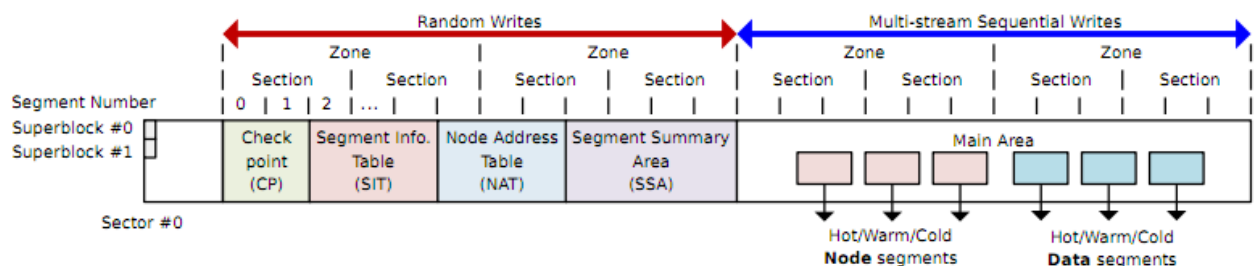 Random Writes
Multi-stream Sequential Writes
Zone
Zone
Zone
Zone
Section
Section
Section
Section
Section
Section
Section
Section
Segment Number
0
1
2
...
Superblock #0
Superblock #1
Check
point
(CP)
Segment Info.
Table
(SIT)
Node Address
Table
(NAT)
Segment Summary
Area
(SSA)
Main Area
Sector #0
Hot/Warm/Cold
Node segments
Hot/Warm/Cold
Data segments